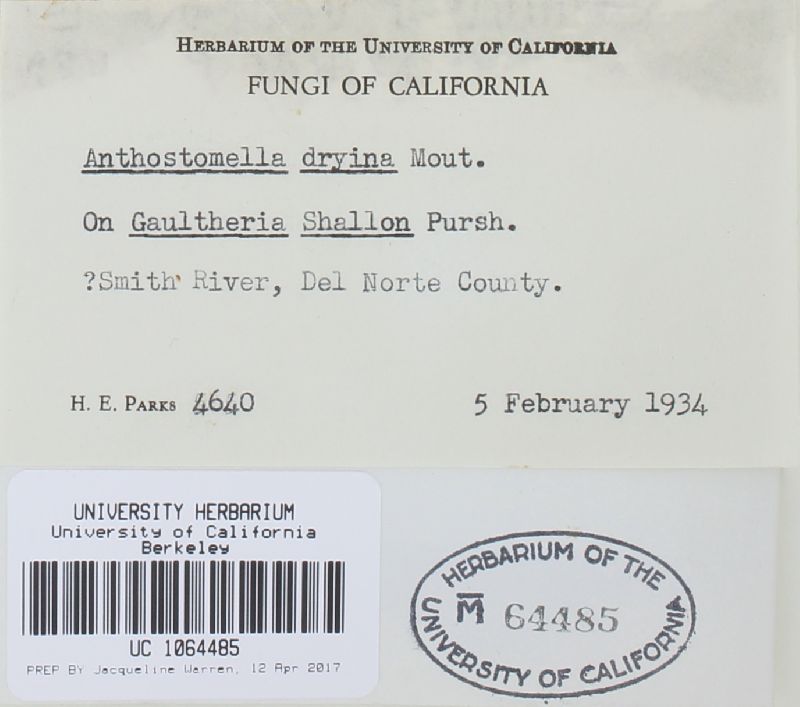 HERBARIUM OF THE UNIVERSITY OF CALIFORNIA
FUNGI OF CALIFORNIA
Anthostomella dryina Mout.
On Gaultheria Shallon Pursh.
?Smith River, Del Norte County.
H. E. PARKS 4640 5 February 1934
UNIVERSITY HERBARIUM
University of California
Berkeley
UC 1064485
PREP BY Jacqueline Warren, 12 Apr 2017
HERBARIUM OF THE
M̅ 64485
UNIVERSITY OF CALIFORNIA